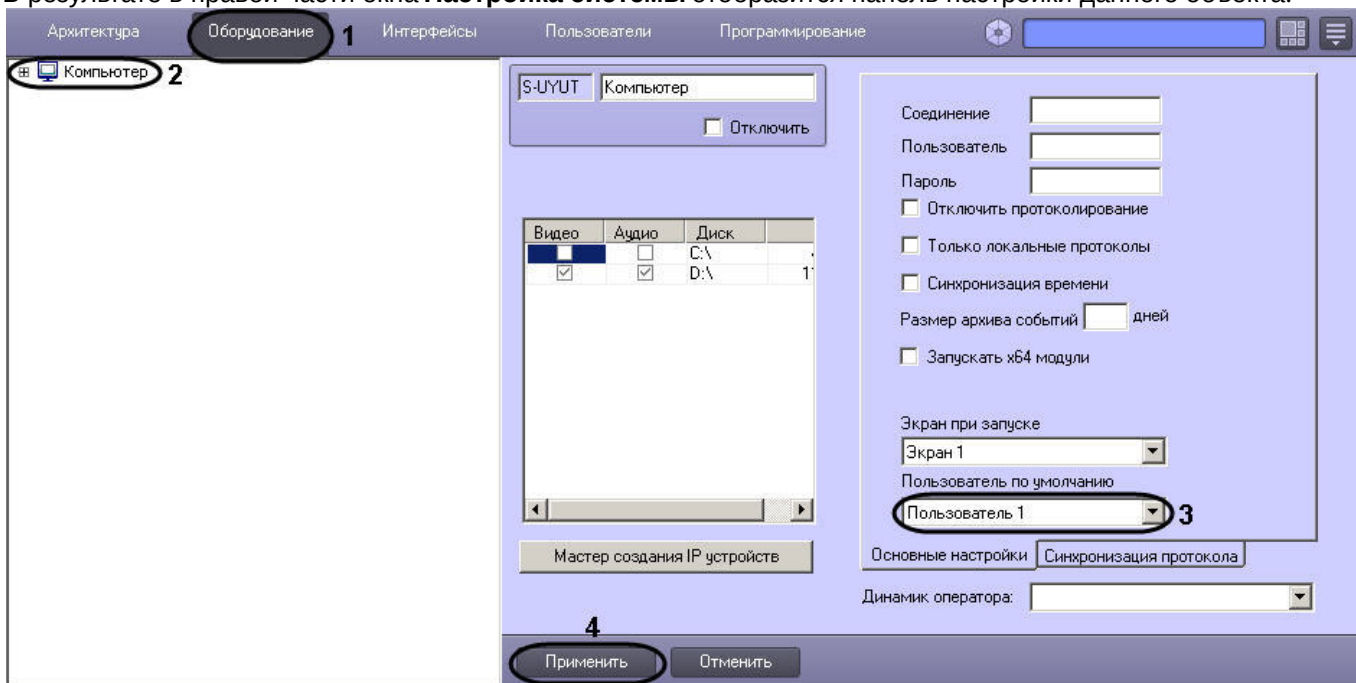 В результате в правой части окна Настройка системы отобразится панель настройки данного объекта.
Архитектура Оборудование 1 Интерфейсы Пользователи Программирование
Компьютер 2
S-UYUT Компьютер
Отключить
Видео Аудио Диск
C:\
D:\ 1
Мастер создания IP устройств
Соединение
Пользователь
Пароль
Отключить протоколирование
Только локальные протоколы
Синхронизация времени
Размер архива событий дней
Запускать x64 модули
Экран при запуске
Экран 1
Пользователь по умолчанию
Пользователь 1 3
Основные настройки Синхронизация протокола
Динамик оператора:
4
Применить Отменить